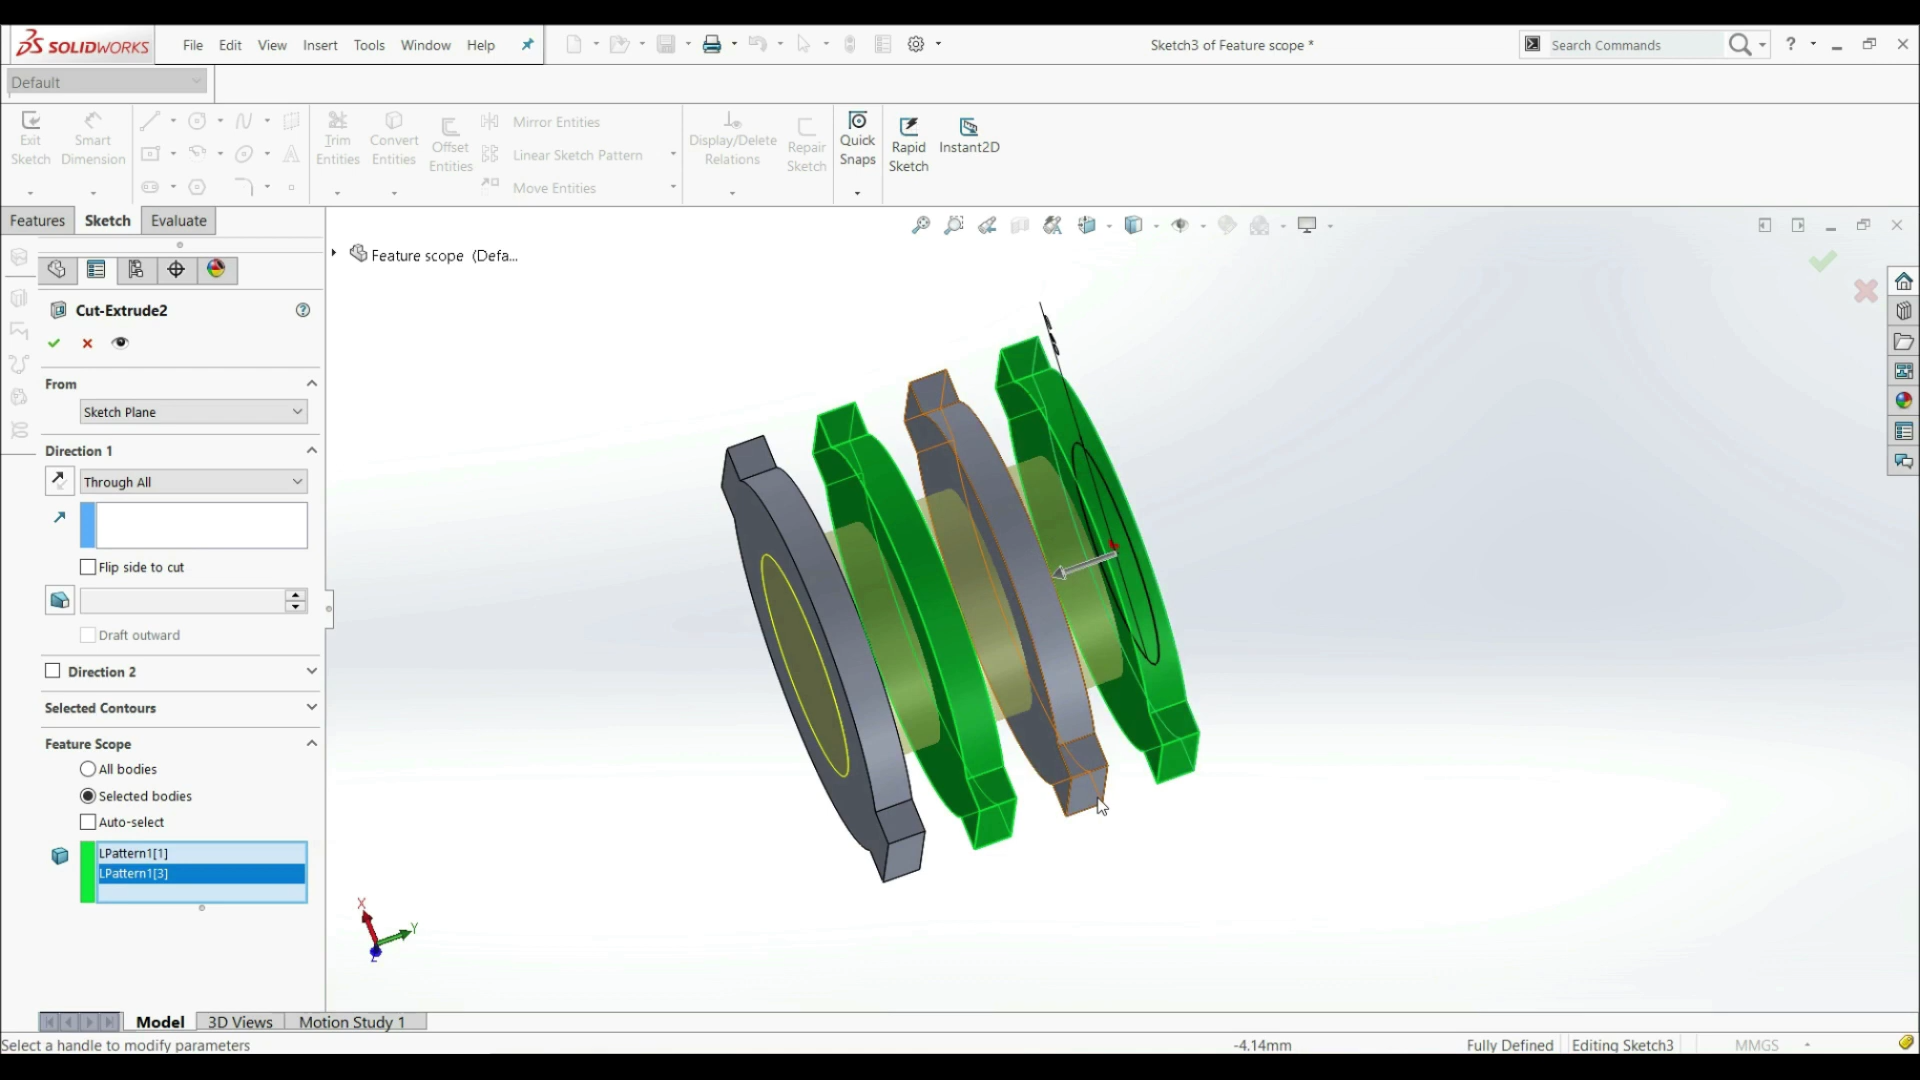 SOLIDWORKS
File Edit View Insert Tools Window Help
Sketch3 of Feature scope *
Search Commands
?
Default
Exit Sketch
Smart Dimension
Trim Entities
Convert Entities
Offset Entities
Mirror Entities
Linear Sketch Pattern
Move Entities
Display/Delete Relations
Repair Sketch
Quick Snaps
Rapid Sketch
Instant2D
Features Sketch Evaluate
Feature scope (Defa...
Cut-Extrude2
From
Sketch Plane
Direction 1
Through All
Flip side to cut
Draft outward
Direction 2
Selected Contours
Feature Scope
All bodies
Selected bodies
Auto-select
LPattern1[1]
LPattern1[3]
X
Y
Z
Model 3D Views Motion Study 1
Select a handle to modify parameters
-4.14mm
Fully Defined
Editing Sketch3
MMGS